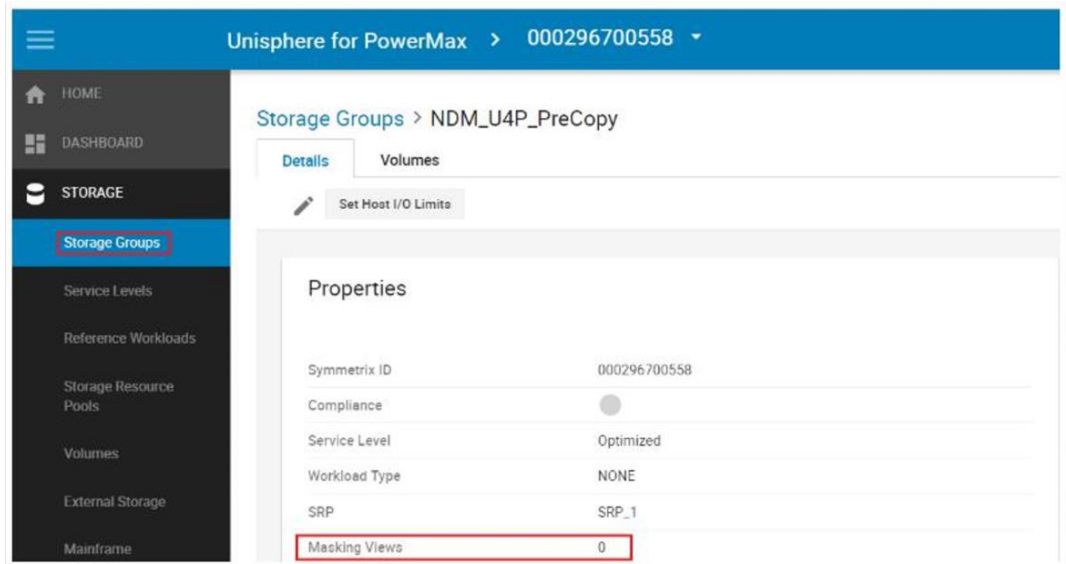 Unisphere for PowerMax > 000296700558
HOME
DASHBOARD
STORAGE
Storage Groups
Service Levels
Reference Workloads
Storage Resource
Pools
Volumes
External Storage
Mainframe
Storage Groups > NDM_U4P_PreCopy
Details Volumes
Set Host I/O Limits
Properties
Symmetrix ID 000296700558
Compliance
Service Level Optimized
Workload Type NONE
SRP SRP_1
Masking Views 0